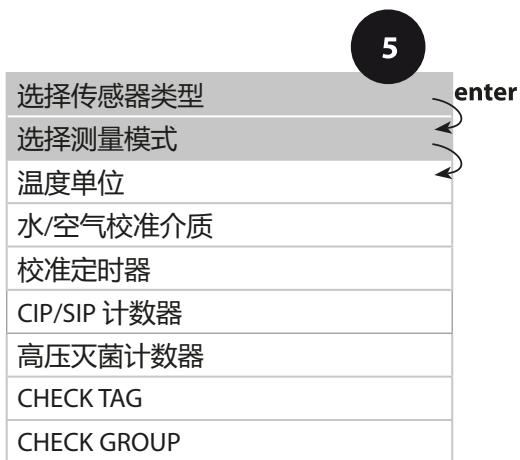 5
选择传感器类型 enter
选择测量模式
温度单位
水/空气校准介质
校准定时器
CIP/SIP 计数器
高压灭菌计数器
CHECK TAG
CHECK GROUP